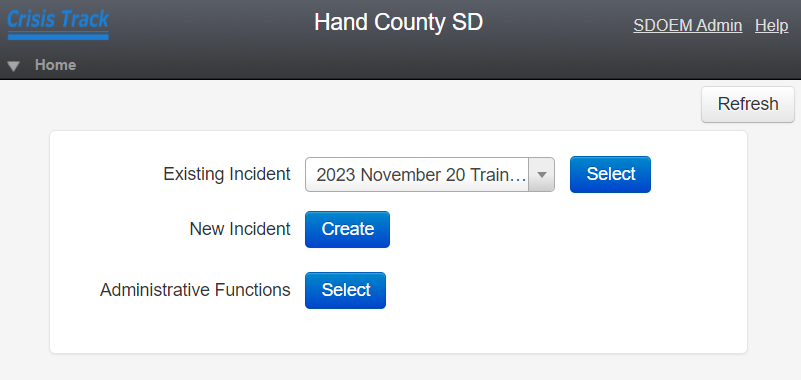 Crisis Track
Hand County SD
SDOEM Admin Help
Home
Refresh
Existing Incident 2023 November 20 Train... Select
New Incident Create
Administrative Functions Select